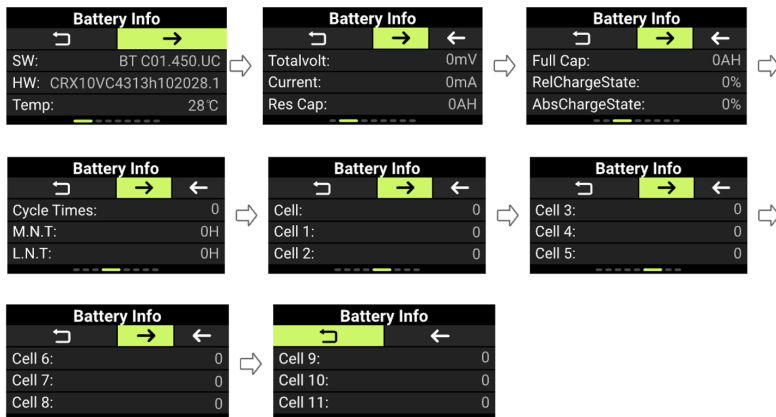 Battery Info
SW: BT C01.450.UC
HW: CRX10VC4313h102028.1
Temp: 28℃
Battery Info
Totalvolt: 0mV
Current: 0mA
Res Cap: 0AH
Battery Info
Full Cap: 0AH
RelChargeState: 0%
AbsChargeState: 0%
Battery Info
Cycle Times: 0
M.N.T: 0H
L.N.T: 0H
Battery Info
Cell: 0
Cell 1: 0
Cell 2: 0
Battery Info
Cell 3: 0
Cell 4: 0
Cell 5: 0
Battery Info
Cell 6: 0
Cell 7: 0
Cell 8: 0
Battery Info
Cell 9: 0
Cell 10: 0
Cell 11: 0